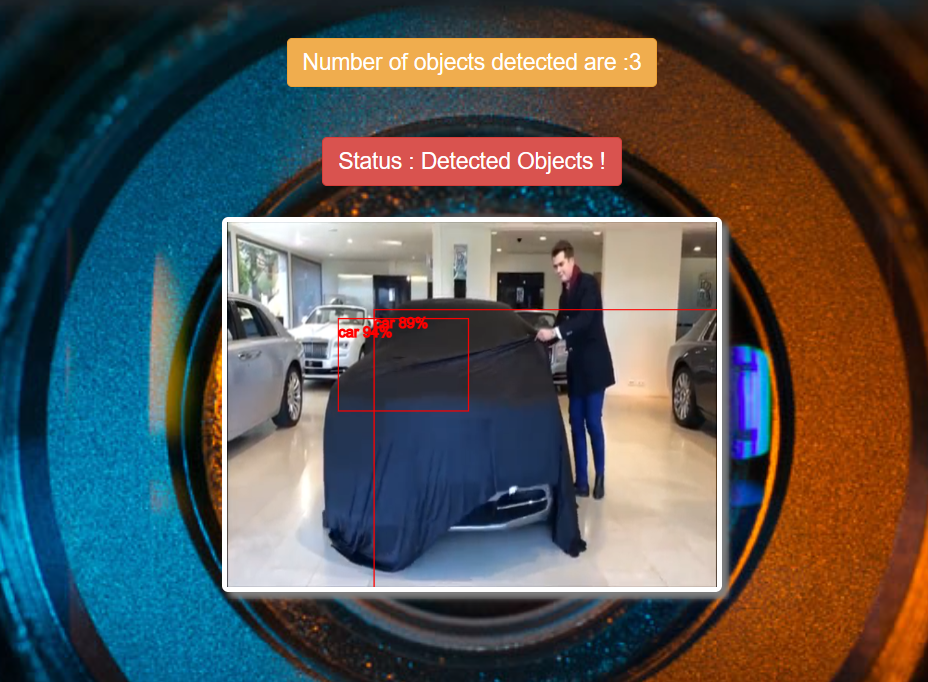 Number of objects detected are :3
Status : Detected Objects !
car 89%
car 94%